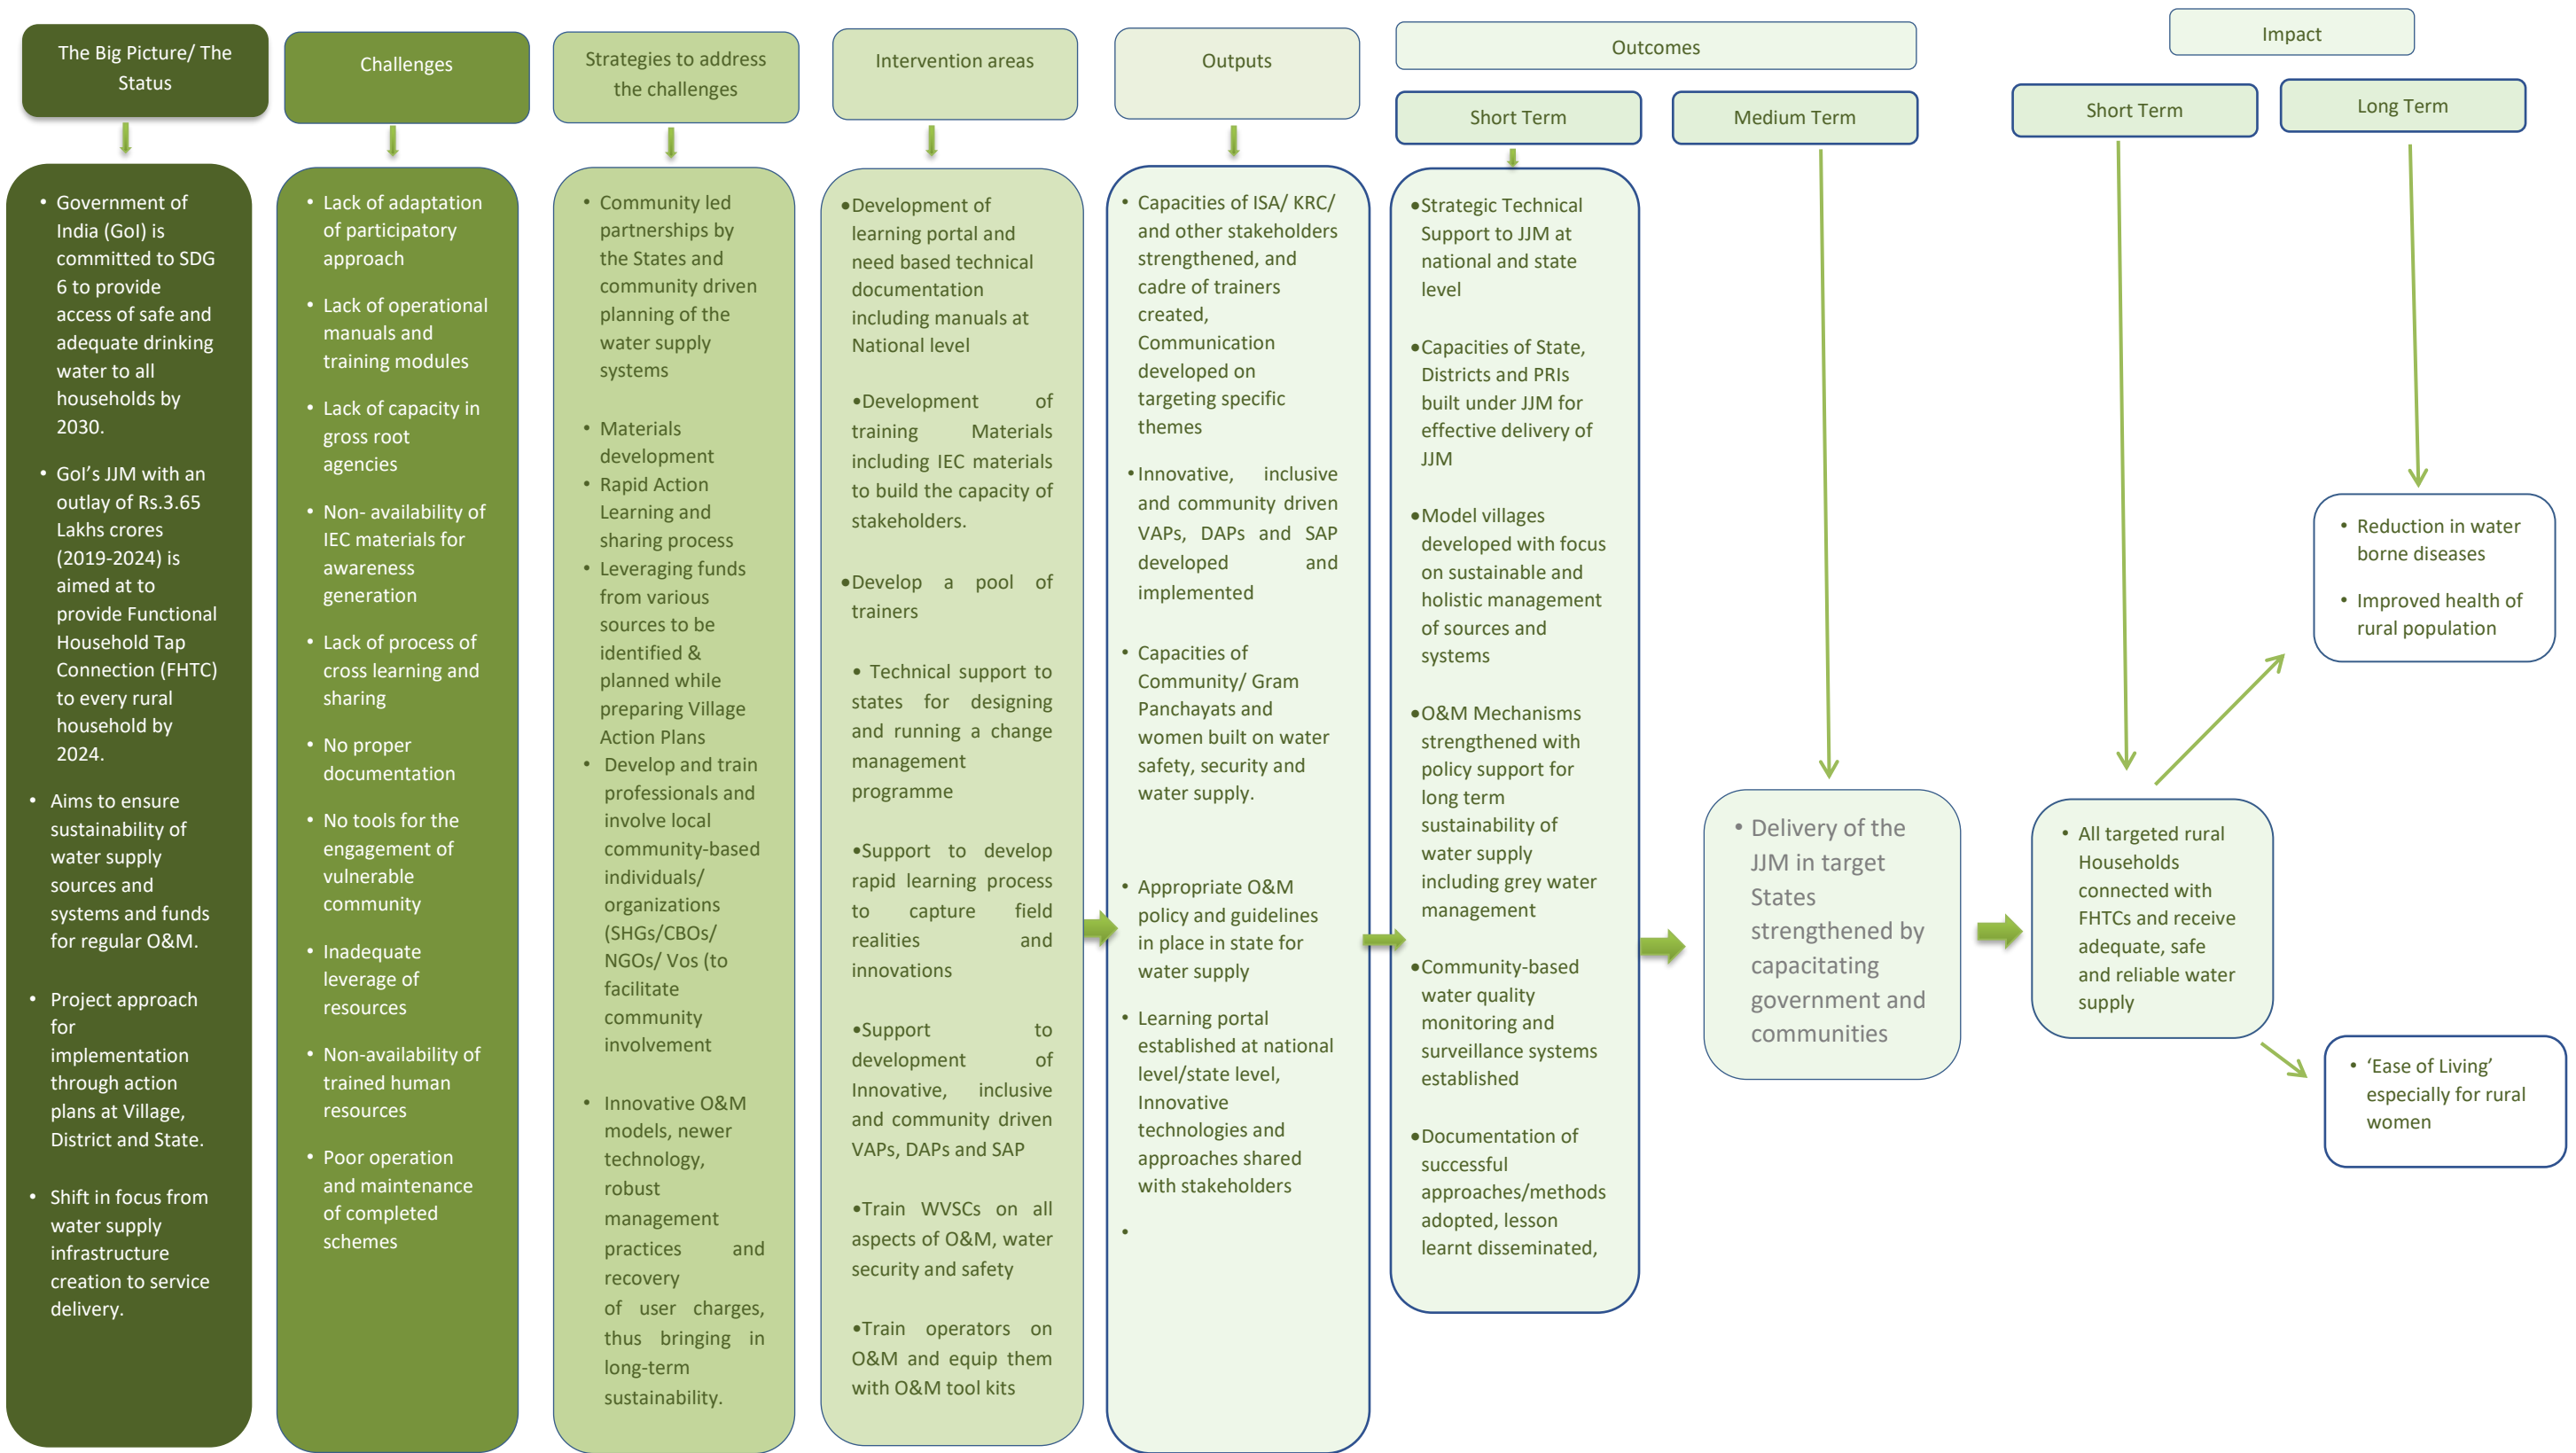 The Big Picture/ The
Status
Challenges
Strategies to address
the challenges
Intervention areas
Outputs
Outcomes
Impact
Short Term
Medium Term
Short Term
Long Term
• Government of
India (GoI) is
committed to SDG
6 to provide
access of safe and
adequate drinking
water to all
households by
2030.
• GoI's JJM with an
outlay of Rs.3.65
Lakhs crores
(2019-2024) is
aimed at to
provide Functional
Household Tap
Connection (FHTC)
to every rural
household by
2024.
• Aims to ensure
sustainability of
water supply
sources and
systems and funds
for regular O&M.
• Project approach
for
implementation
through action
plans at Village,
District and State.
• Shift in focus from
water supply
infrastructure
creation to service
delivery.
• Lack of adaptation
of participatory
approach
• Lack of operational
manuals and
training modules
• Lack of capacity in
gross root
agencies
• Non- availability of
IEC materials for
awareness
generation
• Lack of process of
cross learning and
sharing
• No proper
documentation
• No tools for the
engagement of
vulnerable
community
• Inadequate
leverage of
resources
• Non-availability of
trained human
resources
• Poor operation
and maintenance
of completed
schemes
• Community led
partnerships by
the States and
community driven
planning of the
water supply
systems
• Materials
development
• Rapid Action
Learning and
sharing process
• Leveraging funds
from various
sources to be
identified &
planned while
preparing Village
Action Plans
• Develop and train
professionals and
involve local
community-based
individuals/
organizations
(SHGs/CBOs/
NGOs/ Vos (to
facilitate
community
involvement
• Innovative O&M
models, newer
technology,
robust
management
practices and
recovery
of user charges,
thus bringing in
long-term
sustainability.
•Development of
learning portal and
need based technical
documentation
including manuals at
National level
•Development of
training Materials
including IEC materials
to build the capacity of
stakeholders.
•Develop a pool of
trainers
• Technical support to
states for designing
and running a change
management
programme
•Support to develop
rapid learning process
to capture field
realities and
innovations
•Support to
development of
Innovative, inclusive
and community driven
VAPs, DAPs and SAP
•Train WVSCs on all
aspects of O&M, water
security and safety
•Train operators on
O&M and equip them
with O&M tool kits
• Capacities of ISA/ KRC/
and other stakeholders
strengthened, and
cadre of trainers
created,
Communication
developed on
targeting specific
themes
•Innovative, inclusive
and community driven
VAPs, DAPs and SAP
developed and
implemented
• Capacities of
Community/ Gram
Panchayats and
women built on water
safety, security and
water supply.
• Appropriate O&M
policy and guidelines
in place in state for
water supply
• Learning portal
established at national
level/state level,
Innovative
technologies and
approaches shared
with stakeholders
•
•Strategic Technical
Support to JJM at
national and state
level
•Capacities of State,
Districts and PRIs
built under JJM for
effective delivery of
JJM
•Model villages
developed with focus
on sustainable and
holistic management
of sources and
systems
•O&M Mechanisms
strengthened with
policy support for
long term
sustainability of
water supply
including grey water
management
•Community-based
water quality
monitoring and
surveillance systems
established
•Documentation of
successful
approaches/methods
adopted, lesson
learnt disseminated,
• Delivery of the
JJM in target
States
strengthened by
capacitating
government and
communities
• All targeted rural
Households
connected with
FHTCs and receive
adequate, safe
and reliable water
supply
• Reduction in water
borne diseases
• Improved health of
rural population
• 'Ease of Living'
especially for rural
women